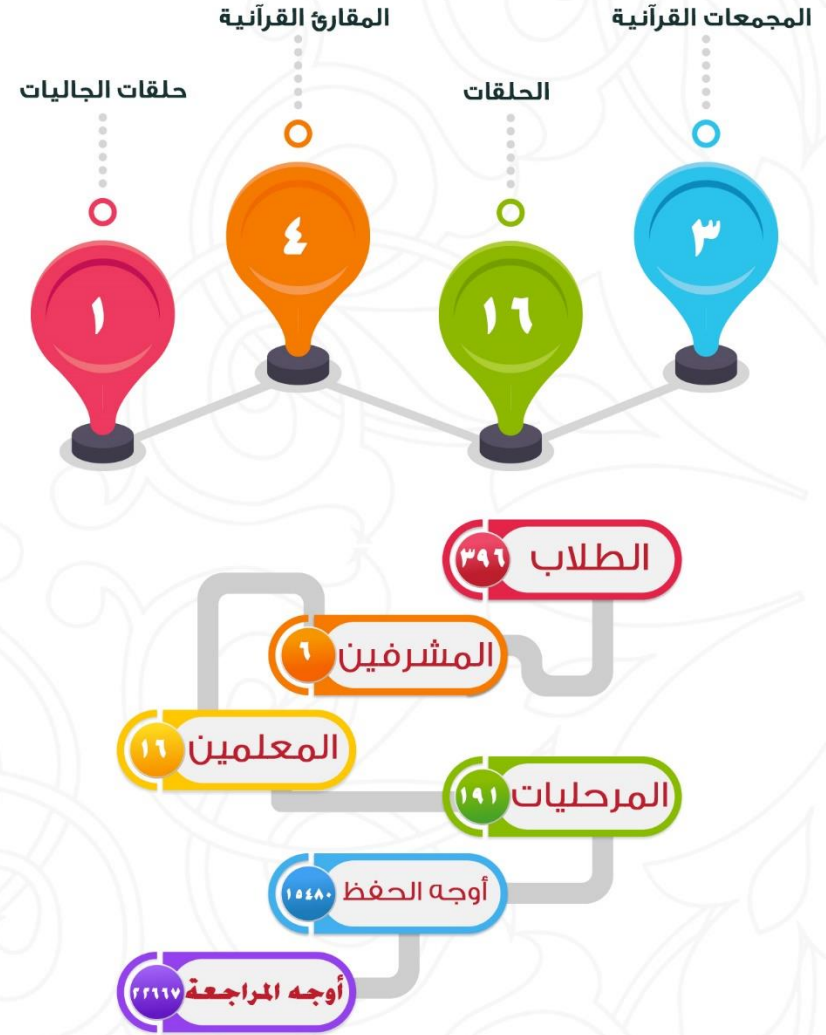 المجمعات القرآنية
٣
الحلقات
١٦
المقارئ القرآنية
٤
حلقات الجاليات
١
الطلاب ٣٩٦
المشرفين ٦
المعلمين ١٦
المرحليات ١٩١
أوجه الحفظ ١٥٤٨٠
أوجه المراجعة ٢٢٦٦٧